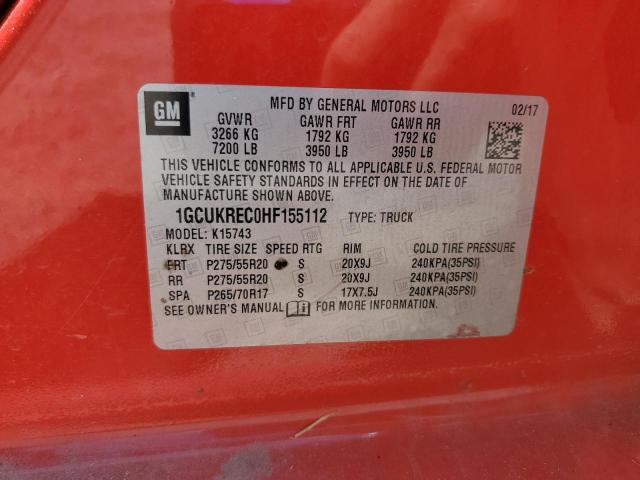 GM
MFD BY GENERAL MOTORS LLC 02/17
GVWR GAWR FRT GAWR RR
3266 KG 1792 KG 1792 KG
7200 LB 3950 LB 3950 LB
THIS VEHICLE CONFORMS TO ALL APPLICABLE U.S. FEDERAL MOTOR
VEHICLE SAFETY STANDARDS IN EFFECT ON THE DATE OF
MANUFACTURE SHOWN ABOVE.
1GCUKREC0HF155112 TYPE: TRUCK
MODEL: K15743
KLRX TIRE SIZE SPEED RTG RIM COLD TIRE PRESSURE
FRT P275/55R20 S 20X9J 240KPA(35PSI)
RR P275/55R20 S 20X9J 240KPA(35PSI)
SPA P265/70R17 S 17X7.5J 240KPA(35PSI)
SEE OWNER'S MANUAL FOR MORE INFORMATION.